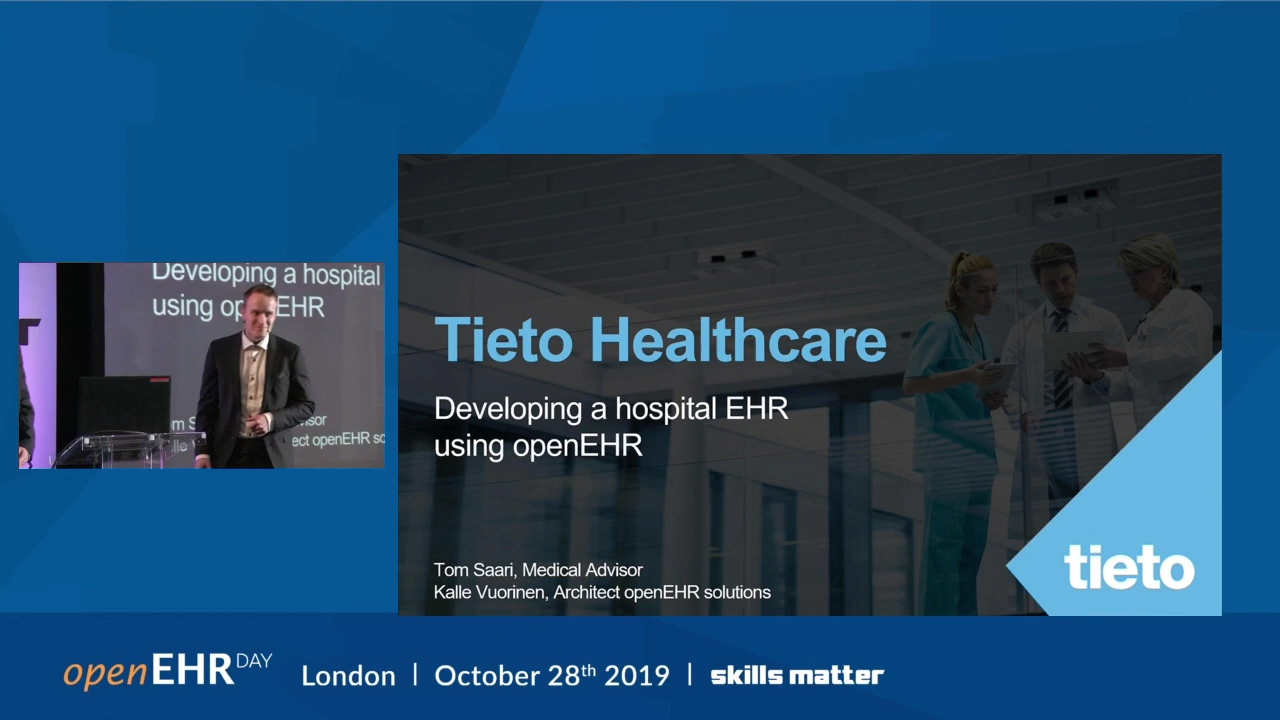 Developing a hospital
using openEHR
Tieto Healthcare
Developing a hospital EHR
using openEHR
Tom Saari, Medical Advisor
Kalle Vuorinen, Architect openEHR solutions
tieto
openEHR DAY
London | October 28th 2019 | skills matter